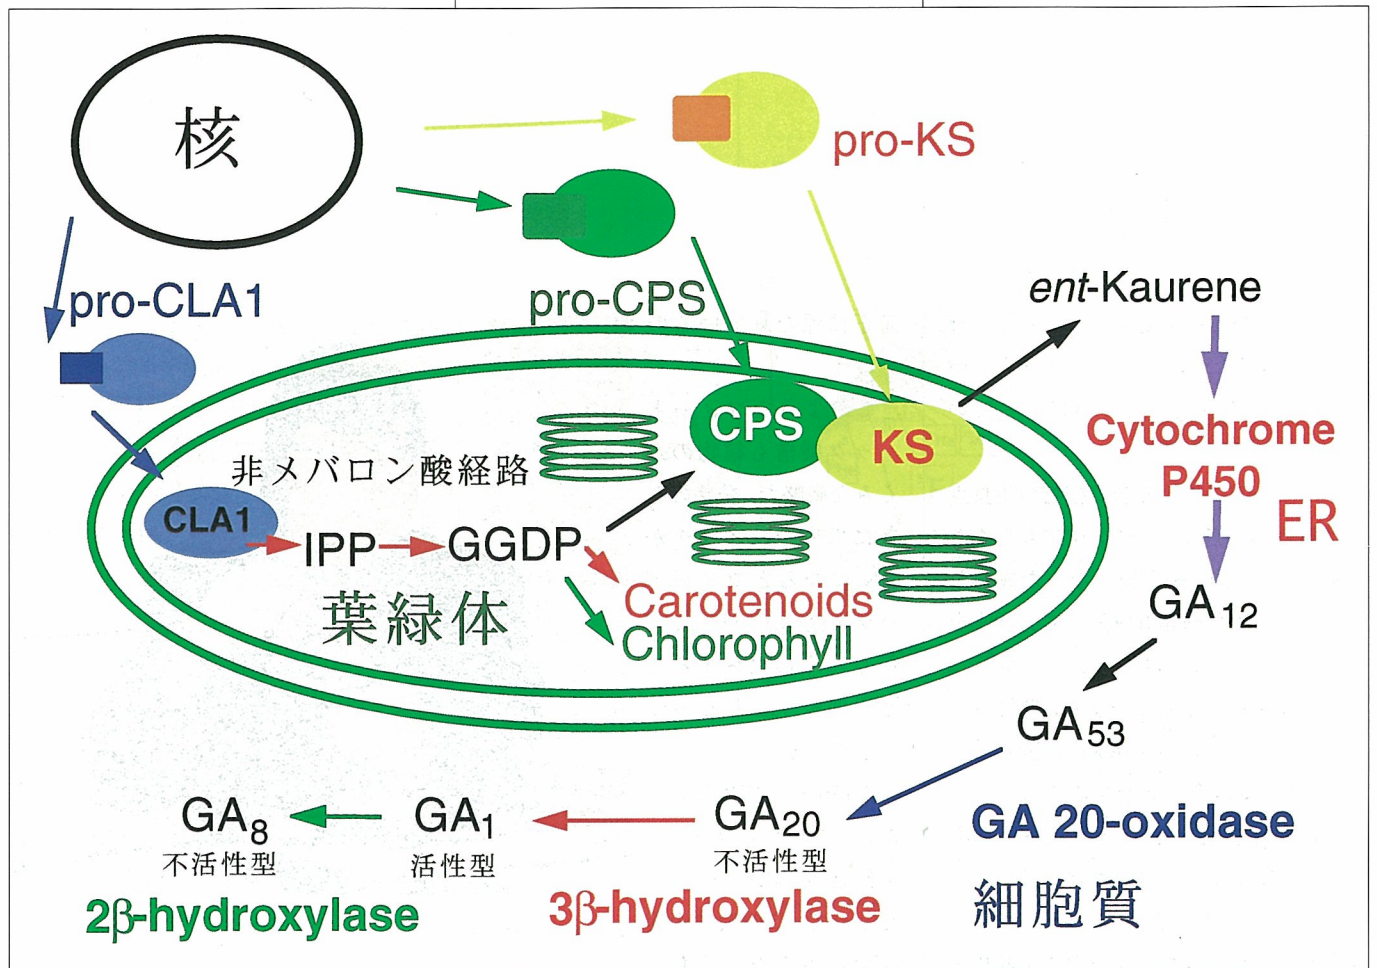 核
pro-KS
pro-CLA1
pro-CPS
ent-Kaurene
CPS
KS
Cytochrome
P450
ER
非メバロン酸経路
CLA1
IPP
GGDP
葉緑体
Carotenoids
Chlorophyll
GA12
GA53
GA8
不活性型
GA1
活性型
GA20
不活性型
GA 20-oxidase
2β-hydroxylase
3β-hydroxylase
細胞質